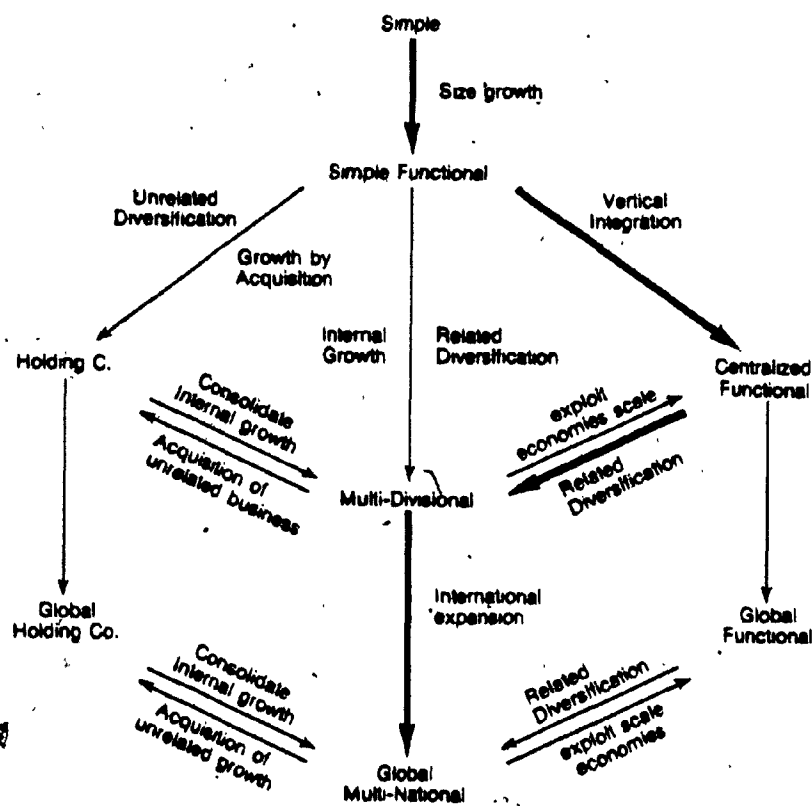 Simple
Size growth
Simple Functional
Unrelated
Diversification
Vertical
Integration
Growth by
Acquisition
Internal
Growth
Related
Diversification
Holding C.
Centralized
Functional
Consolidate
Internal growth
Acquisition of
unrelated business
exploit
economies scale
Related
Diversification
Multi-Divisional
International
expansion
Global
Holding Co.
Global
Functional
Consolidate
Internal growth
Acquisition of
unrelated growth
Related
Diversification
exploit scale
economies
Global
Multi-National